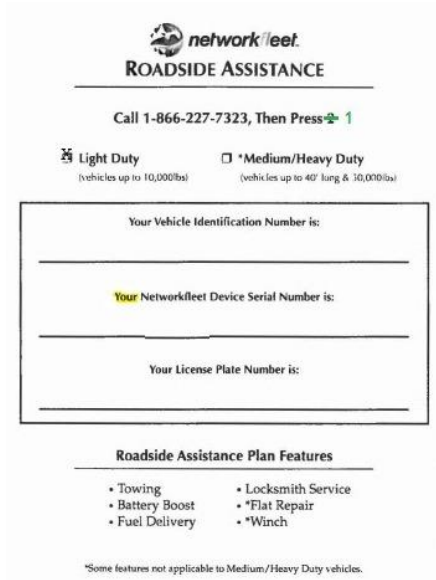 networkfleet.
ROADSIDE ASSISTANCE
Call 1-866-227-7323, Then Press 1
Light Duty
(vehicles up to 10,000lbs)
*Medium/Heavy Duty
(vehicles up to 40' long & 30,000lbs)
Your Vehicle Identification Number is:
Your Networkfleet Device Serial Number is:
Your License Plate Number is:
Roadside Assistance Plan Features
• Towing
• Battery Boost
• Fuel Delivery
• Locksmith Service
• *Flat Repair
• *Winch
*Some features not applicable to Medium/Heavy Duty vehicles.